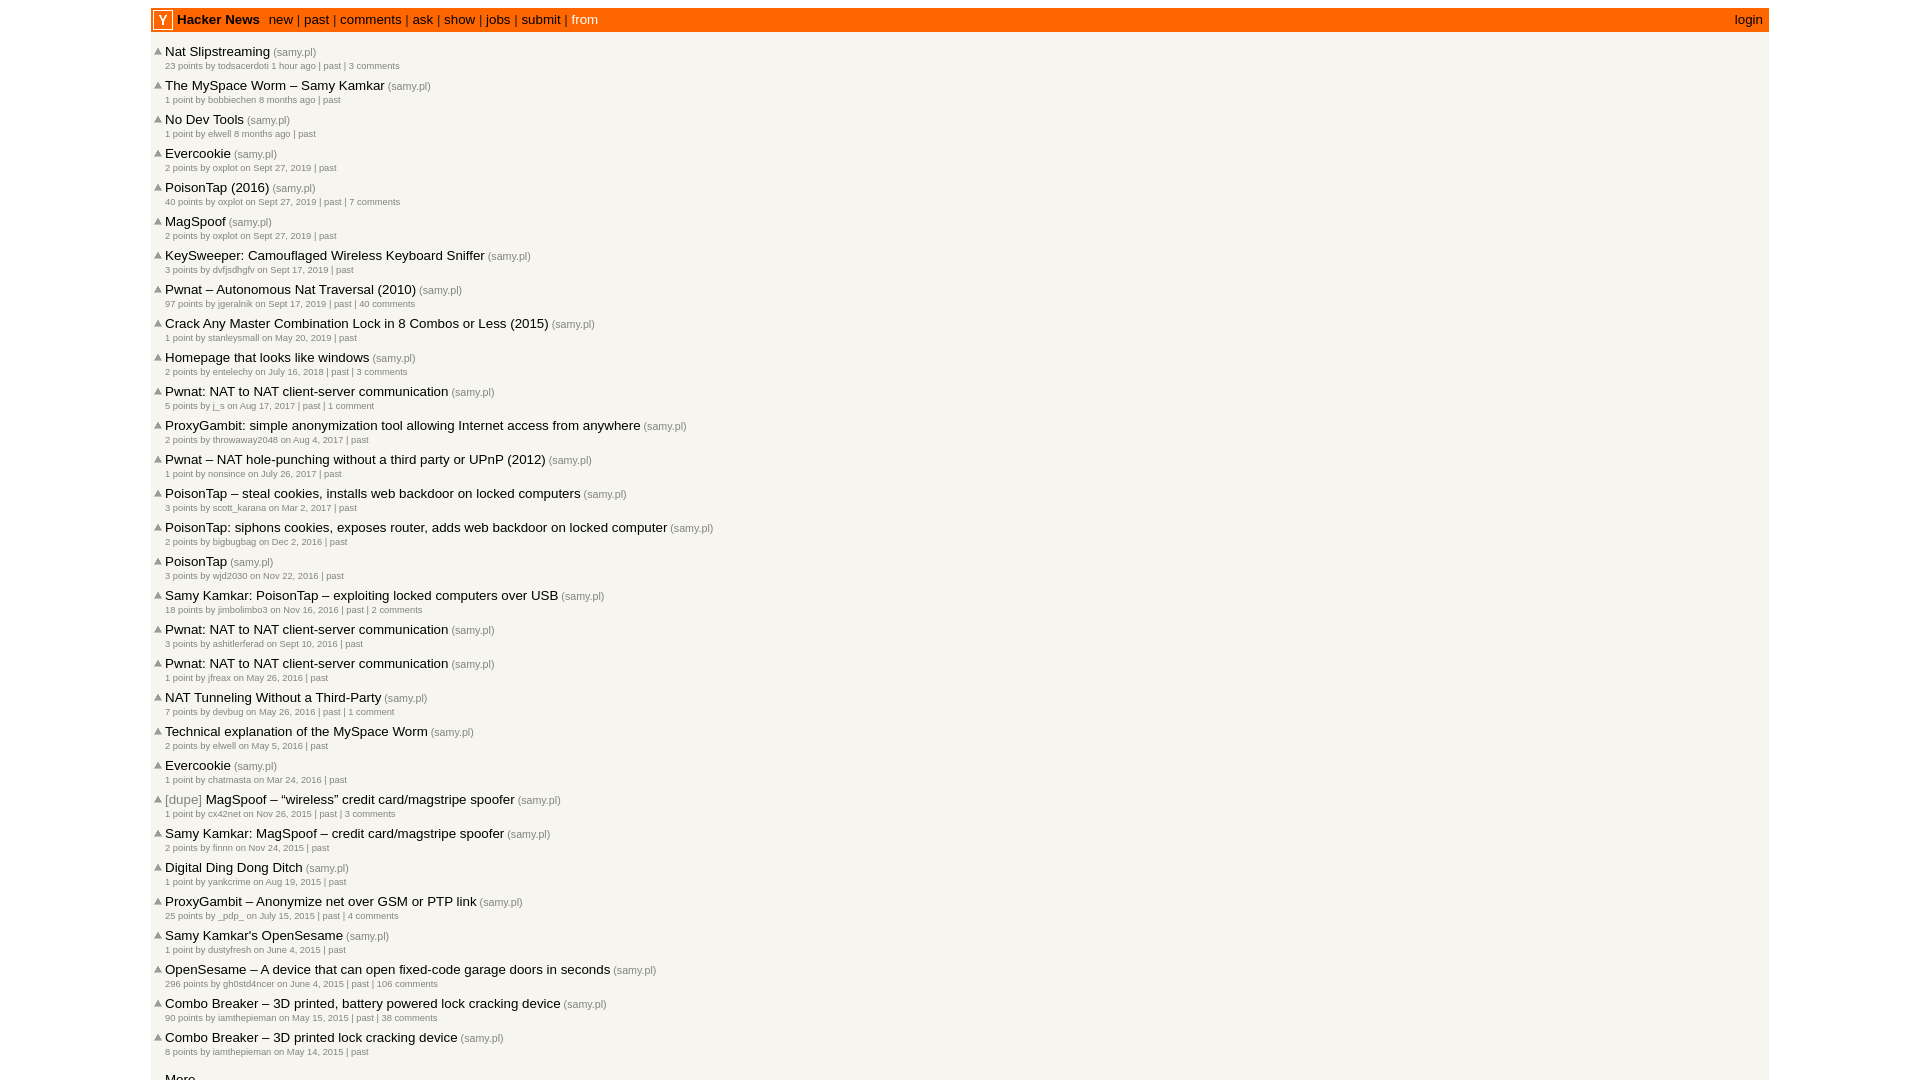 Y Hacker News new | past | comments | ask | show | jobs | submit | from login
Nat Slipstreaming (samy.pl)
23 points by todsacerdoti 1 hour ago | past | 3 comments
The MySpace Worm – Samy Kamkar (samy.pl)
1 point by bobbiechen 8 months ago | past
No Dev Tools (samy.pl)
1 point by elwell 8 months ago | past
Evercookie (samy.pl)
2 points by oxplot on Sept 27, 2019 | past
PoisonTap (2016) (samy.pl)
40 points by oxplot on Sept 27, 2019 | past | 7 comments
MagSpoof (samy.pl)
2 points by oxplot on Sept 27, 2019 | past
KeySweeper: Camouflaged Wireless Keyboard Sniffer (samy.pl)
3 points by dvfjsdhgfv on Sept 17, 2019 | past
Pwnat – Autonomous Nat Traversal (2010) (samy.pl)
97 points by jgeralnik on Sept 17, 2019 | past | 40 comments
Crack Any Master Combination Lock in 8 Combos or Less (2015) (samy.pl)
1 point by stanleysmall on May 20, 2019 | past
Homepage that looks like windows (samy.pl)
2 points by entelechy on July 16, 2018 | past | 3 comments
Pwnat: NAT to NAT client-server communication (samy.pl)
5 points by j_s on Aug 17, 2017 | past | 1 comment
ProxyGambit: simple anonymization tool allowing Internet access from anywhere (samy.pl)
2 points by throwaway2048 on Aug 4, 2017 | past
Pwnat – NAT hole-punching without a third party or UPnP (2012) (samy.pl)
1 point by nonsince on July 26, 2017 | past
PoisonTap – steal cookies, installs web backdoor on locked computers (samy.pl)
3 points by scott_karana on Mar 2, 2017 | past
PoisonTap: siphons cookies, exposes router, adds web backdoor on locked computer (samy.pl)
2 points by bigbugbag on Dec 2, 2016 | past
PoisonTap (samy.pl)
3 points by wjd2030 on Nov 22, 2016 | past
Samy Kamkar: PoisonTap – exploiting locked computers over USB (samy.pl)
18 points by jimbolimbo3 on Nov 16, 2016 | past | 2 comments
Pwnat: NAT to NAT client-server communication (samy.pl)
3 points by ashitlerferad on Sept 10, 2016 | past
Pwnat: NAT to NAT client-server communication (samy.pl)
1 point by jfreax on May 26, 2016 | past
NAT Tunneling Without a Third-Party (samy.pl)
7 points by devbug on May 26, 2016 | past | 1 comment
Technical explanation of the MySpace Worm (samy.pl)
2 points by elwell on May 5, 2016 | past
Evercookie (samy.pl)
1 point by chatmasta on Mar 24, 2016 | past
[dupe] MagSpoof – “wireless” credit card/magstripe spoofer (samy.pl)
1 point by cx42net on Nov 26, 2015 | past | 3 comments
Samy Kamkar: MagSpoof – credit card/magstripe spoofer (samy.pl)
2 points by finnn on Nov 24, 2015 | past
Digital Ding Dong Ditch (samy.pl)
1 point by yankcrime on Aug 19, 2015 | past
ProxyGambit – Anonymize net over GSM or PTP link (samy.pl)
25 points by _pdp_ on July 15, 2015 | past | 4 comments
Samy Kamkar's OpenSesame (samy.pl)
1 point by dustyfresh on June 4, 2015 | past
OpenSesame – A device that can open fixed-code garage doors in seconds (samy.pl)
296 points by gh0std4ncer on June 4, 2015 | past | 106 comments
Combo Breaker – 3D printed, battery powered lock cracking device (samy.pl)
90 points by iamthepieman on May 15, 2015 | past | 38 comments
Combo Breaker – 3D printed lock cracking device (samy.pl)
8 points by iamthepieman on May 14, 2015 | past
More